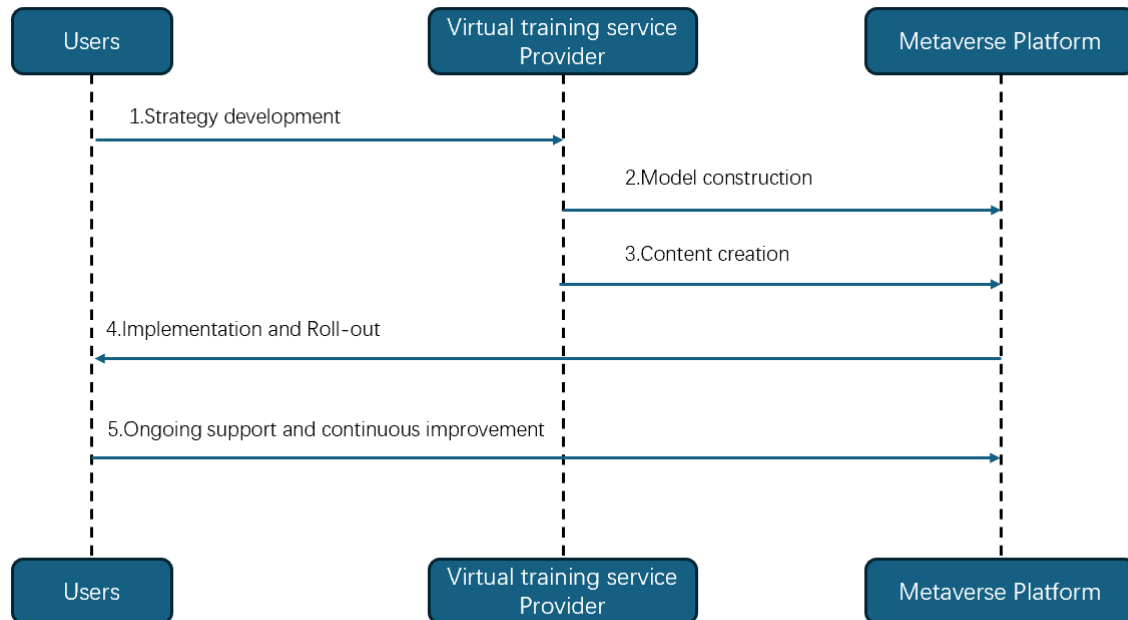 Users
Virtual training service
Provider
Metaverse Platform
1.Strategy development
2.Model construction
3.Content creation
4.Implementation and Roll-out
5.Ongoing support and continuous improvement
Users
Virtual training service
Provider
Metaverse Platform